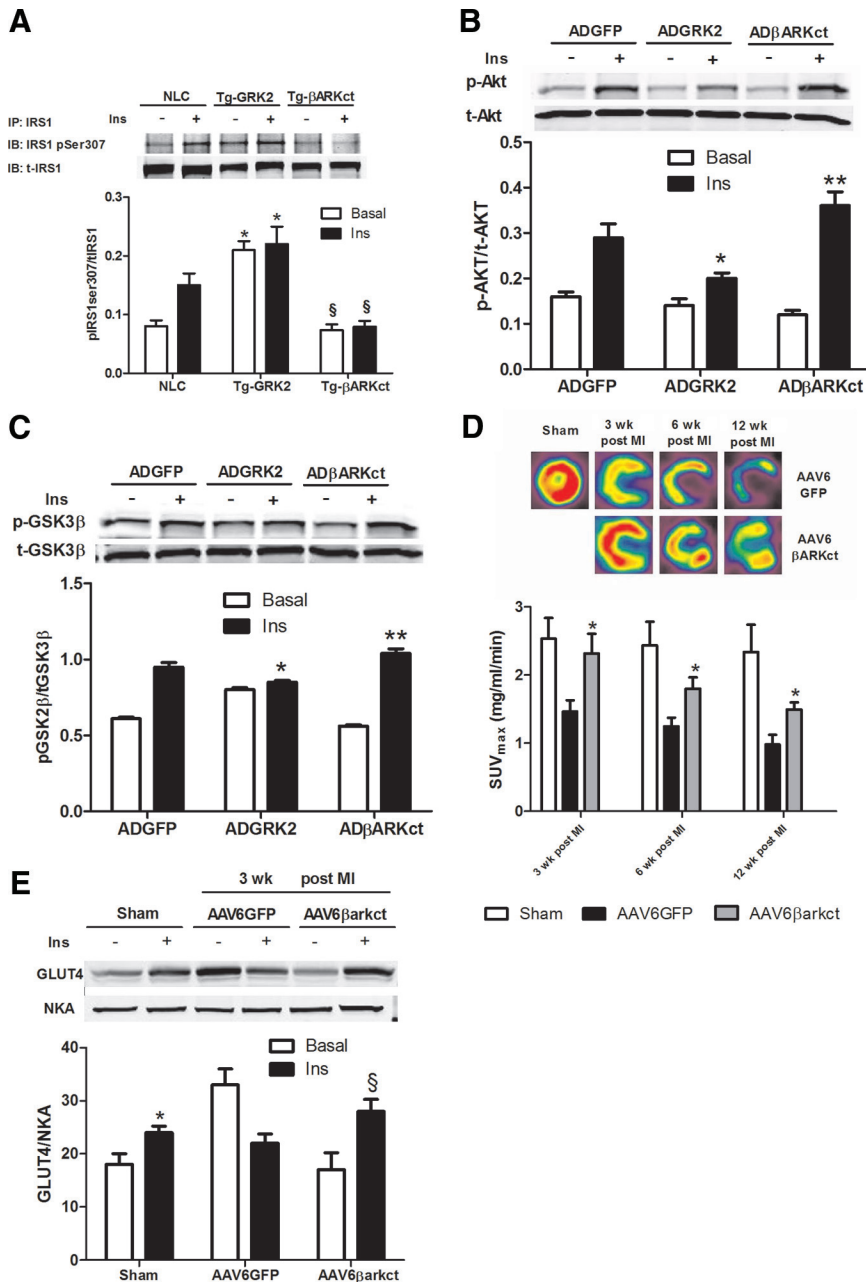 A
NLC Tg-GRK2 Tg-βARKct
IP: IRS1 Ins - + - + - +
IB: IRS1 pSer307
IB: t-IRS1
pIRS1ser307/tIRS1
0.3
0.2
0.1
0.0
Basal
Ins
* *
§ §
NLC Tg-GRK2 Tg-βARKct
B
ADGFP ADGRK2 ADβARKct
Ins - + - + - +
p-Akt
t-Akt
p-AKT/t-AKT
0.5
0.4
0.3
0.2
0.1
0.0
Basal
Ins
*
**
ADGFP ADGRK2 ADβARKct
C
ADGFP ADGRK2 ADβARKct
Ins - + - + - +
p-GSK3β
t-GSK3β
pGSK2β/tGSK3β
1.5
1.0
0.5
0.0
Basal
Ins
*
**
ADGFP ADGRK2 ADβARKct
D
Sham 3 wk post MI 6 wk post MI 12 wk post MI
AAV6 GFP
AAV6 βARKct
SUVmax (mg/ml/min)
3
2
1
0
* * *
3 wk post MI 6 wk post MI 12 wk post MI
Sham AAV6GFP AAV6βarkct
E
3 wk post MI
Sham AAV6GFP AAV6βarkct
Ins - + - + - +
GLUT4
NKA
GLUT4/NKA
40
30
20
10
0
Basal
Ins
*
§
Sham AAV6GFP AAV6βarkct